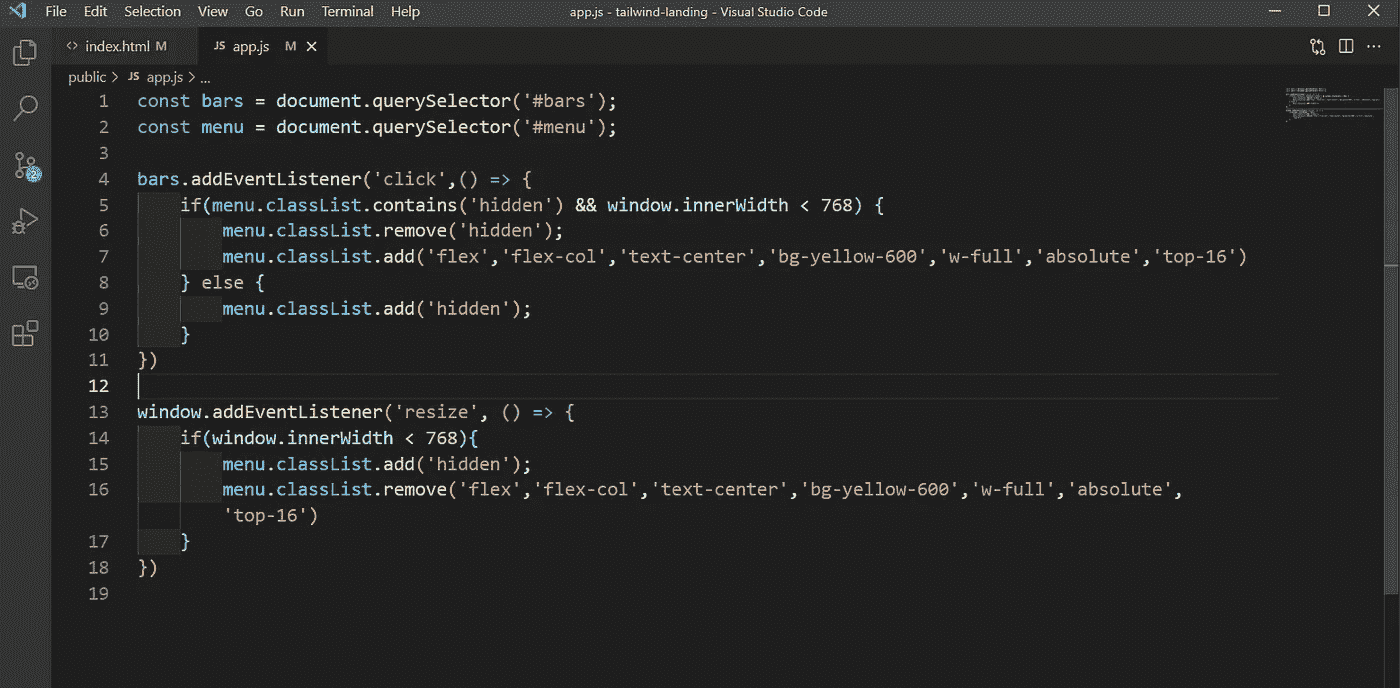 File Edit Selection View Go Run Terminal Help app.js - tailwind-landing - Visual Studio Code
<> index.html M JS app.js M
public > JS app.js > ...
1 const bars = document.querySelector('#bars');
2 const menu = document.querySelector('#menu');
3
4 bars.addEventListener('click',() => {
5 if(menu.classList.contains('hidden') && window.innerWidth < 768) {
6 menu.classList.remove('hidden');
7 menu.classList.add('flex','flex-col','text-center','bg-yellow-600','w-full','absolute','top-16')
8 } else {
9 menu.classList.add('hidden');
10 }
11 })
12
13 window.addEventListener('resize', () => {
14 if(window.innerWidth < 768){
15 menu.classList.add('hidden');
16 menu.classList.remove('flex','flex-col','text-center','bg-yellow-600','w-full','absolute',
'top-16')
17 }
18 })
19
2